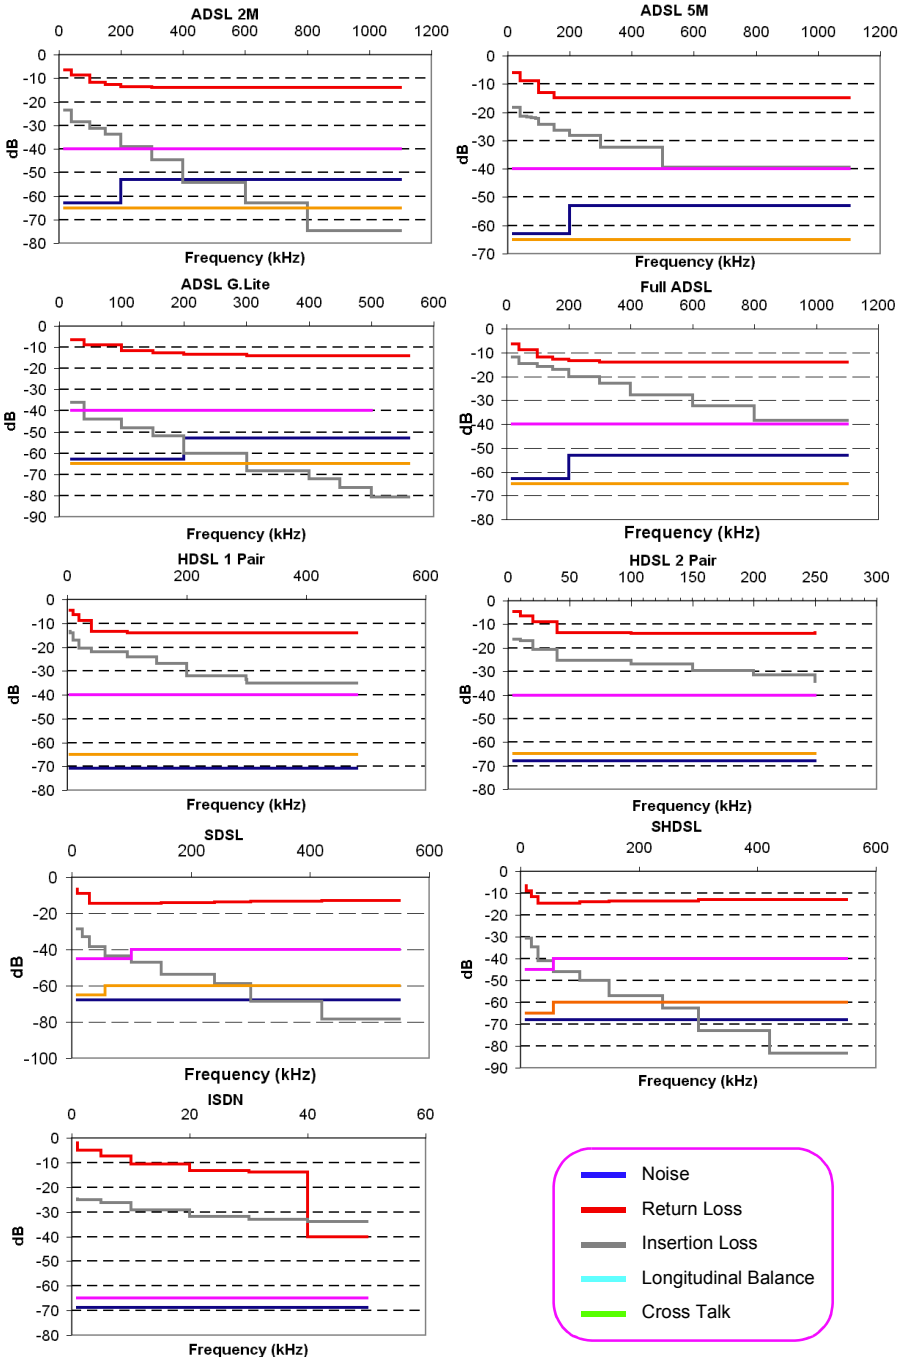 ADSL 2M
0 200 400 600 800 1000 1200
0
-10
-20
-30
-40
-50
-60
-70
-80
dB
Frequency (kHz)
ADSL 5M
0 200 400 600 800 1000 1200
0
-10
-20
-30
-40
-50
-60
-70
dB
Frequency (kHz)
ADSL G.Lite
0 100 200 300 400 500 600
0
-10
-20
-30
-40
-50
-60
-70
-80
-90
dB
Frequency (kHz)
Full ADSL
0 200 400 600 800 1000 1200
0
-10
-20
-30
-40
-50
-60
-70
-80
dB
Frequency (kHz)
HDSL 1 Pair
0 200 400 600
0
-10
-20
-30
-40
-50
-60
-70
-80
dB
Frequency (kHz)
HDSL 2 Pair
0 50 100 150 200 250 300
0
-10
-20
-30
-40
-50
-60
-70
-80
dB
Frequency (kHz)
SDSL
0 200 400 600
0
-20
-40
-60
-80
-100
dB
Frequency (kHz)
SHDSL
0 200 400 600
0
-10
-20
-30
-40
-50
-60
-70
-80
-90
dB
Frequency (kHz)
ISDN
0 20 40 60
0
-10
-20
-30
-40
-50
-60
-70
-80
dB
Frequency (kHz)
Noise
Return Loss
Insertion Loss
Longitudinal Balance
Cross Talk